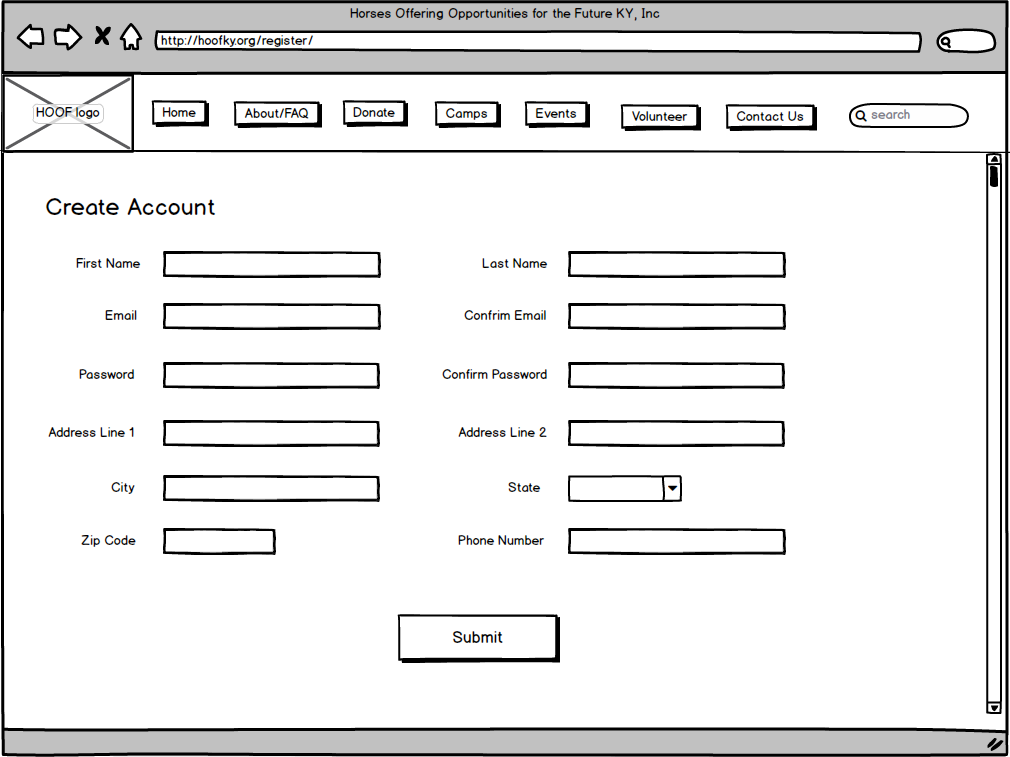 Horses Offering Opportunities for the Future KY, Inc
http://hoofky.org/register/
HOOF logo
Home
About/FAQ
Donate
Camps
Events
Volunteer
Contact Us
search
Create Account
First Name
Last Name
Email
Confrim Email
Password
Confirm Password
Address Line 1
Address Line 2
City
State
Zip Code
Phone Number
Submit